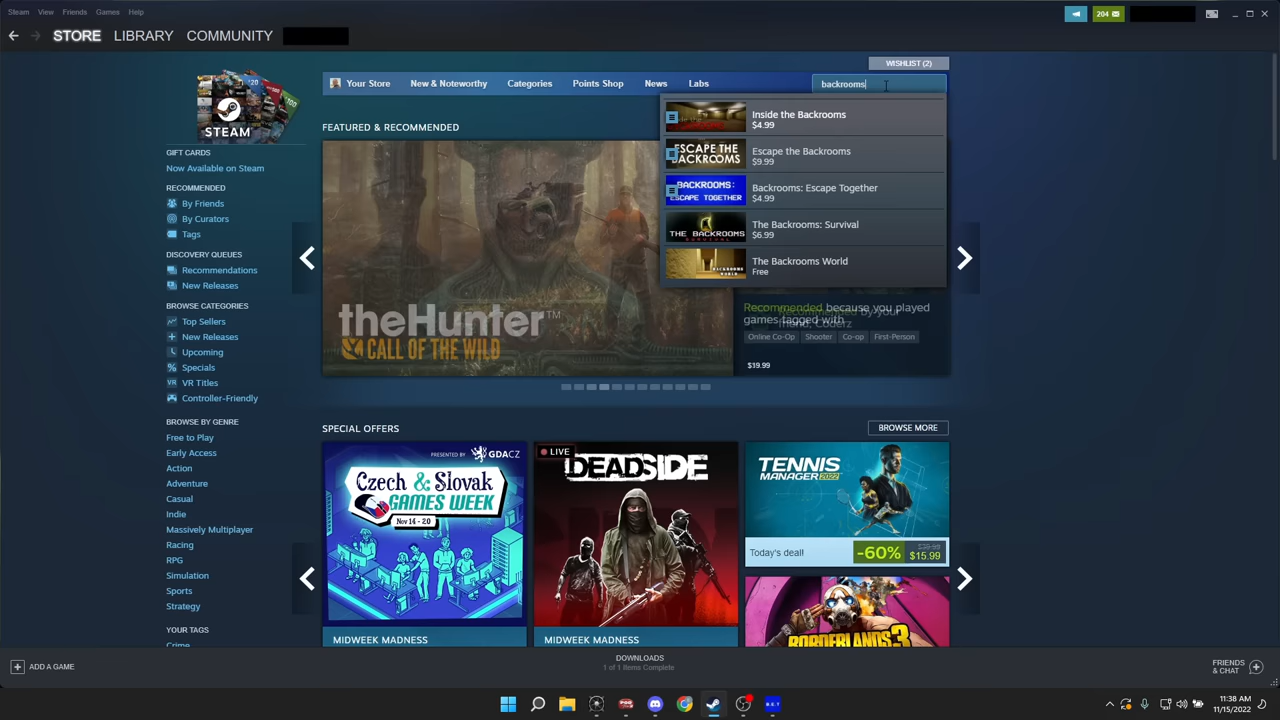 Steam View Friends Games Help
204
STORE LIBRARY COMMUNITY
WISHLIST (2)
Your Store New & Noteworthy Categories Points Shop News Labs
backrooms
Inside the Backrooms
$4.99
ESCAPE THE
BACKROOMS
Escape the Backrooms
$9.99
BACKROOMS:
ESCAPE TOGETHER
Backrooms: Escape Together
$4.99
THE BACKROOMS
SURVIVAL
The Backrooms: Survival
$6.99
BACKROOMS
WORLD
The Backrooms World
Free
STEAM
GIFT CARDS
Now Available on Steam
RECOMMENDED
By Friends
By Curators
Tags
DISCOVERY QUEUES
Recommendations
New Releases
BROWSE CATEGORIES
Top Sellers
New Releases
Upcoming
Specials
VR Titles
Controller-Friendly
BROWSE BY GENRE
Free to Play
Early Access
Action
Adventure
Casual
Indie
Massively Multiplayer
Racing
RPG
Simulation
Sports
Strategy
YOUR TAGS
Crime
FEATURED & RECOMMENDED
theHunter™
CALL OF THE WILD
Recommended because you played
games tagged with
friend, Coderz
Online Co-Op Shooter Co-op First-Person
$19.99
SPECIAL OFFERS
BROWSE MORE
PRESENTED BY GDACZ
Czech & Slovak
GAMES WEEK
Nov 14 - 20
MIDWEEK MADNESS
LIVE
DEADSIDE
MIDWEEK MADNESS
TENNIS
MANAGER 2022
Today's deal! -60% $39.99
$15.99
BORDERLANDS 3
ADD A GAME
DOWNLOADS
1 of 1 Items Complete
FRIENDS
& CHAT
11:38 AM
11/15/2022